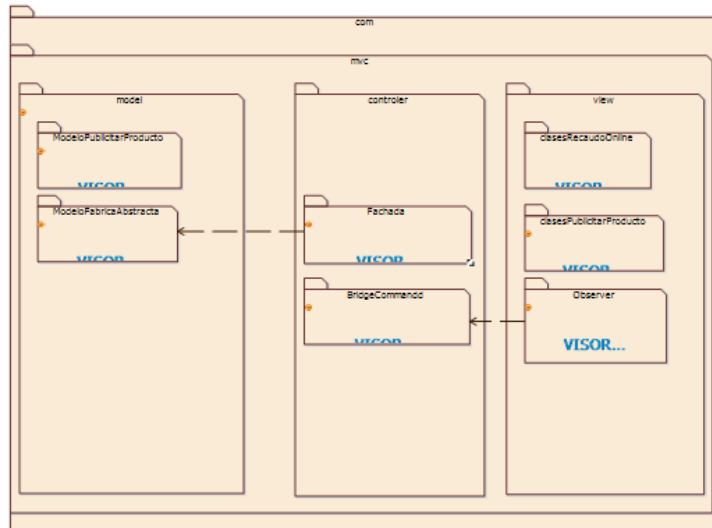 com
mvc
model
ModeloPublicitarProducto
VISOR...
ModeloFabricaAbstracta
VISOR...
controler
Fachada
VISOR...
BridgeCommandd
VISOR...
view
clasesRecaudoOnline
VISOR...
clasesPublicitarProducto
VISOR...
Observer
VISOR...